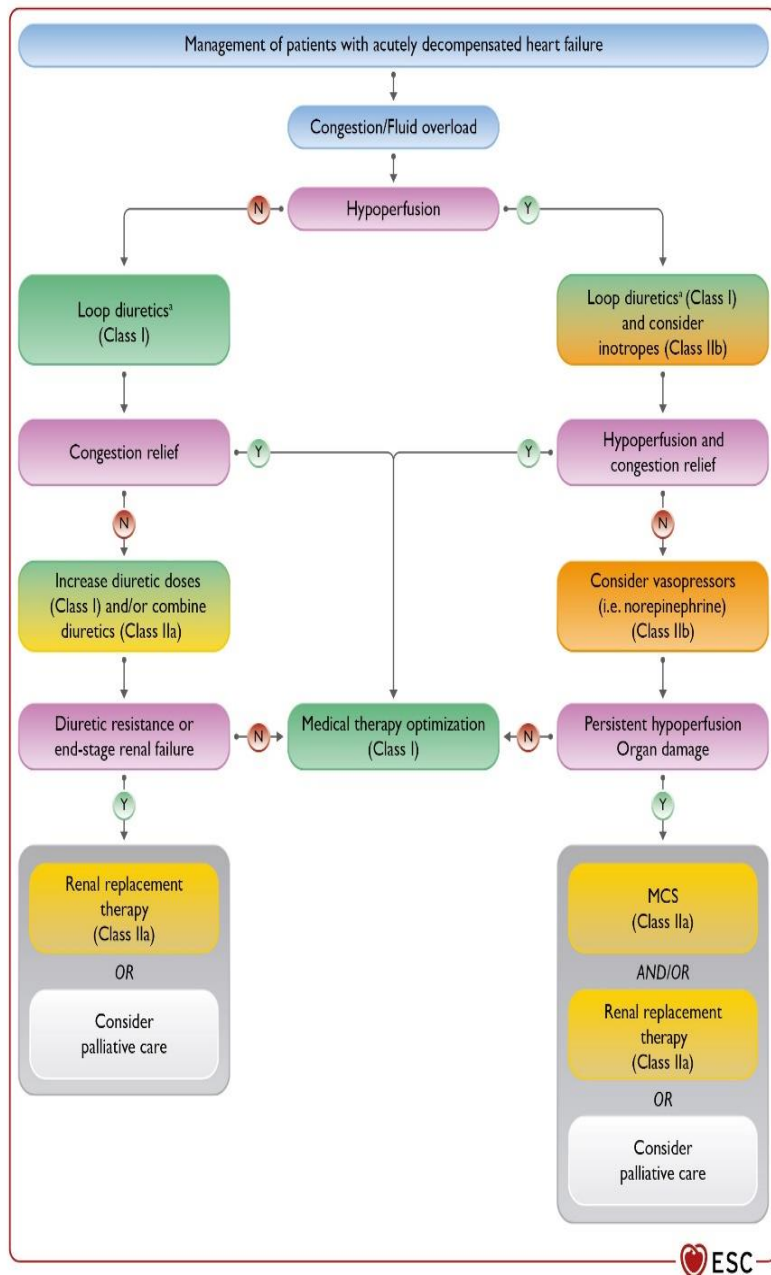 Management of patients with acutely decompensated heart failure
Congestion/Fluid overload
N
Hypoperfusion
Y
Loop diureticsᵃ
(Class I)
Loop diureticsᵃ (Class I)
and consider
inotropes (Class IIb)
Congestion relief
Y
Y
Hypoperfusion and
congestion relief
N
N
Increase diuretic doses
(Class I) and/or combine
diuretics (Class IIa)
Consider vasopressors
(i.e. norepinephrine)
(Class IIb)
Diuretic resistance or
end-stage renal failure
N
Medical therapy optimization
(Class I)
N
Persistent hypoperfusion
Organ damage
Y
Y
Renal replacement
therapy
(Class IIa)
OR
Consider
palliative care
MCS
(Class IIa)
AND/OR
Renal replacement
therapy
(Class IIa)
OR
Consider
palliative care
ESC